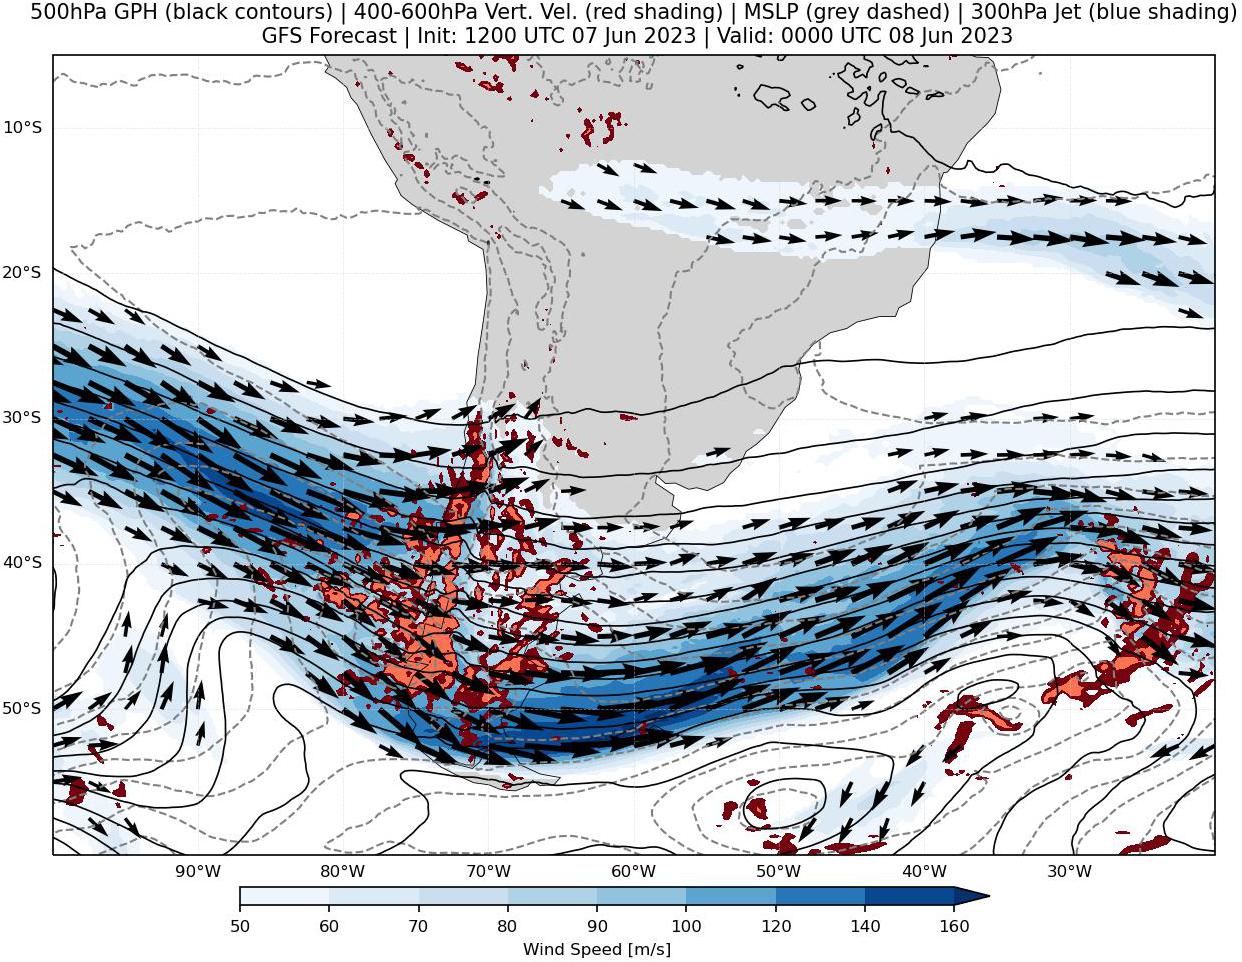 500hPa GPH (black contours) | 400-600hPa Vert. Vel. (red shading) | MSLP (grey dashed) | 300hPa Jet (blue shading)
GFS Forecast | Init: 1200 UTC 07 Jun 2023 | Valid: 0000 UTC 08 Jun 2023
10°S
20°S
30°S
40°S
50°S
90°W 80°W 70°W 60°W 50°W 40°W 30°W
50 60 70 80 90 100 120 140 160
Wind Speed [m/s]